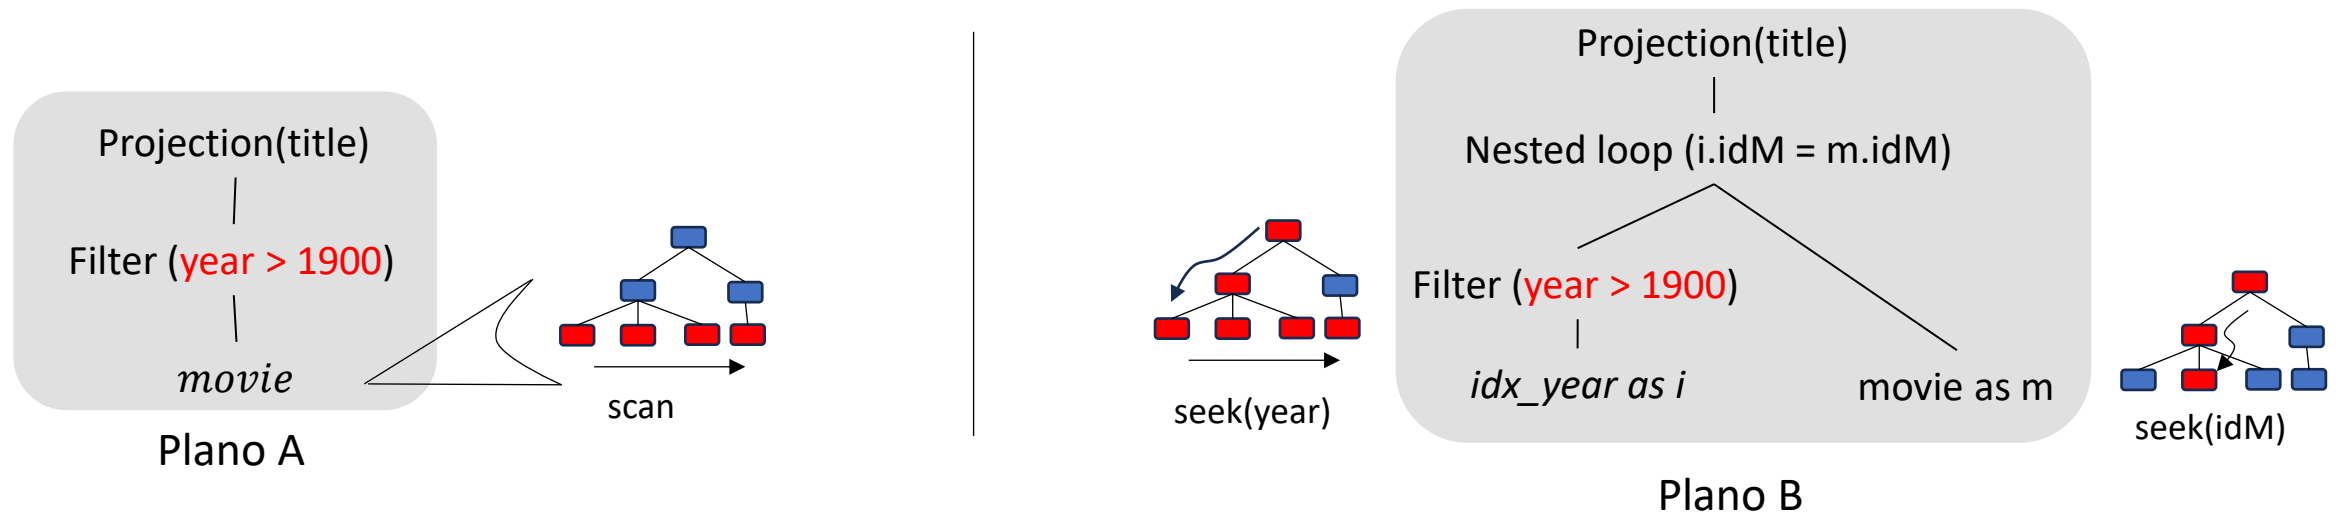 Projection(title)
Filter (year > 1900)
movie
scan
Plano A
Projection(title)
Nested loop (i.idM = m.idM)
Filter (year > 1900)
idx_year as i
movie as m
seek(year)
seek(idM)
Plano B